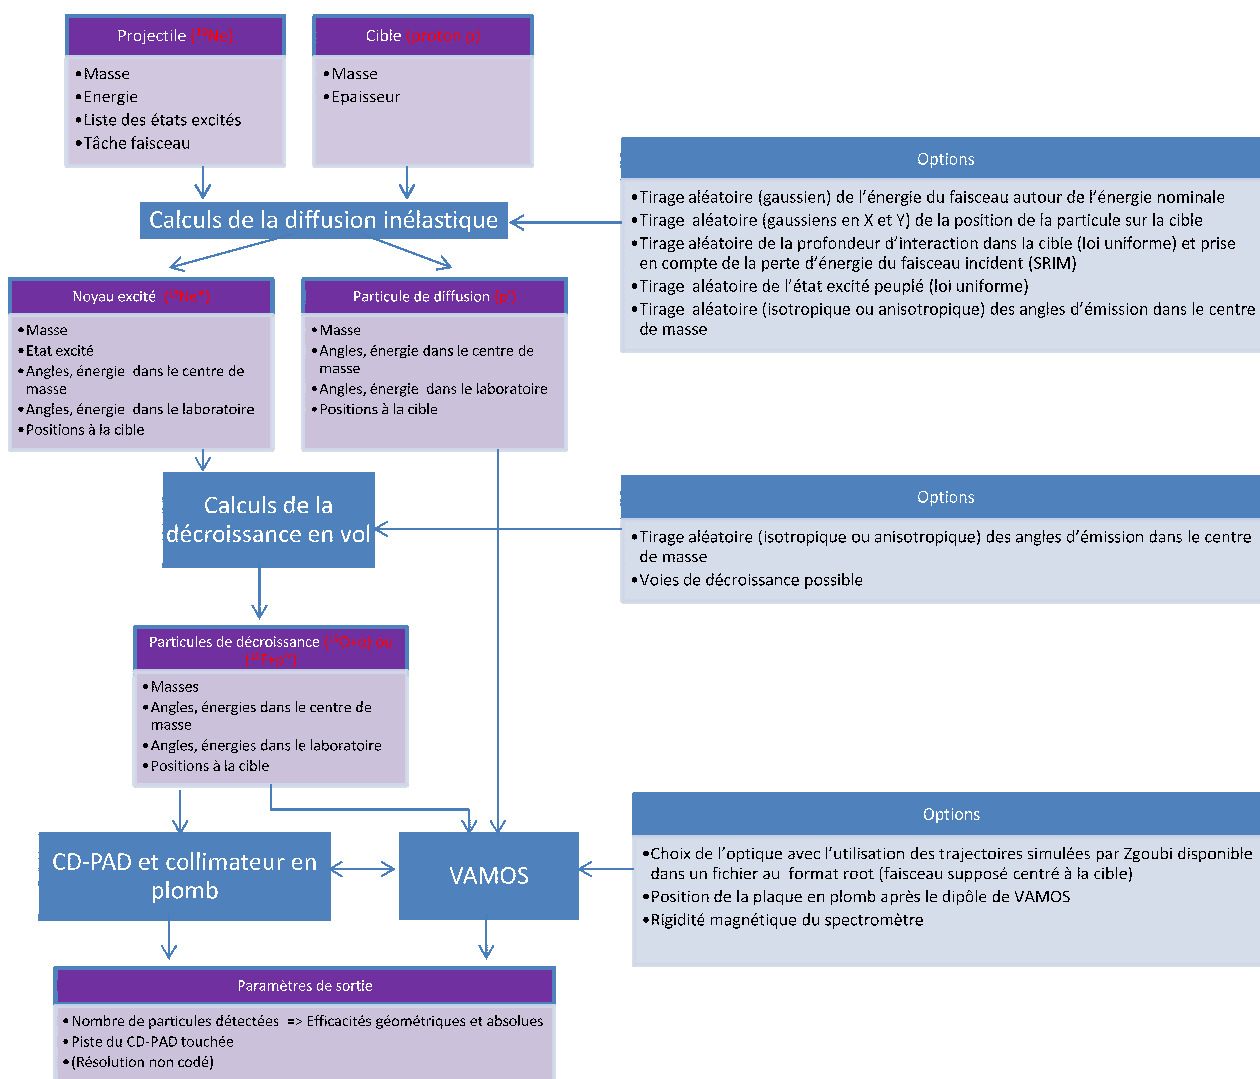 Projectile
•Masse
•Energie
•Liste des états excités
•Tâche faisceau
Cible
•Masse
•Epaisseur
Calculs de la diffusion inélastique
Options
•Tirage aléatoire (gaussien) de l’énergie du faisceau autour de l’énergie nominale
•Tirage aléatoire (gaussiens en X et Y) de la position de la particule sur la cible
•Tirage aléatoire de la profondeur d’interaction dans la cible (loi uniforme) et prise
en compte de la perte d’énergie du faisceau incident (SRIM)
•Tirage aléatoire de l’état excité peuplé (loi uniforme)
•Tirage aléatoire (isotropique ou anisotropique) des angles d’émission dans le centre
de masse
Noyau excité
•Masse
•Etat excité
•Angles, énergie dans le centre de
masse
•Angles, énergie dans le laboratoire
•Positions à la cible
Particule de diffusion
•Masse
•Angles, énergie dans le centre de
masse
•Angles, énergie dans le laboratoire
•Positions à la cible
Calculs de la
décroissance en vol
Options
•Tirage aléatoire (isotropique ou anisotropique) des angles d’émission dans le centre
de masse
•Voies de décroissance possible
Particules de décroissance
•Masses
•Angles, énergies dans le centre de
masse
•Angles, énergies dans le laboratoire
•Positions à la cible
CD-PAD et collimateur en
plomb
VAMOS
Options
•Choix de l’optique avec l’utilisation des trajectoires simulées par Zgoubi disponible
dans un fichier au format root (faisceau supposé centré à la cible)
•Position de la plaque en plomb après le dipôle de VAMOS
•Rigidité magnétique du spectromètre
Paramètres de sortie
•Nombre de particules détectées => Efficacités géométriques et absolues
•Piste du CD-PAD touchée
•(Résolution non codé)